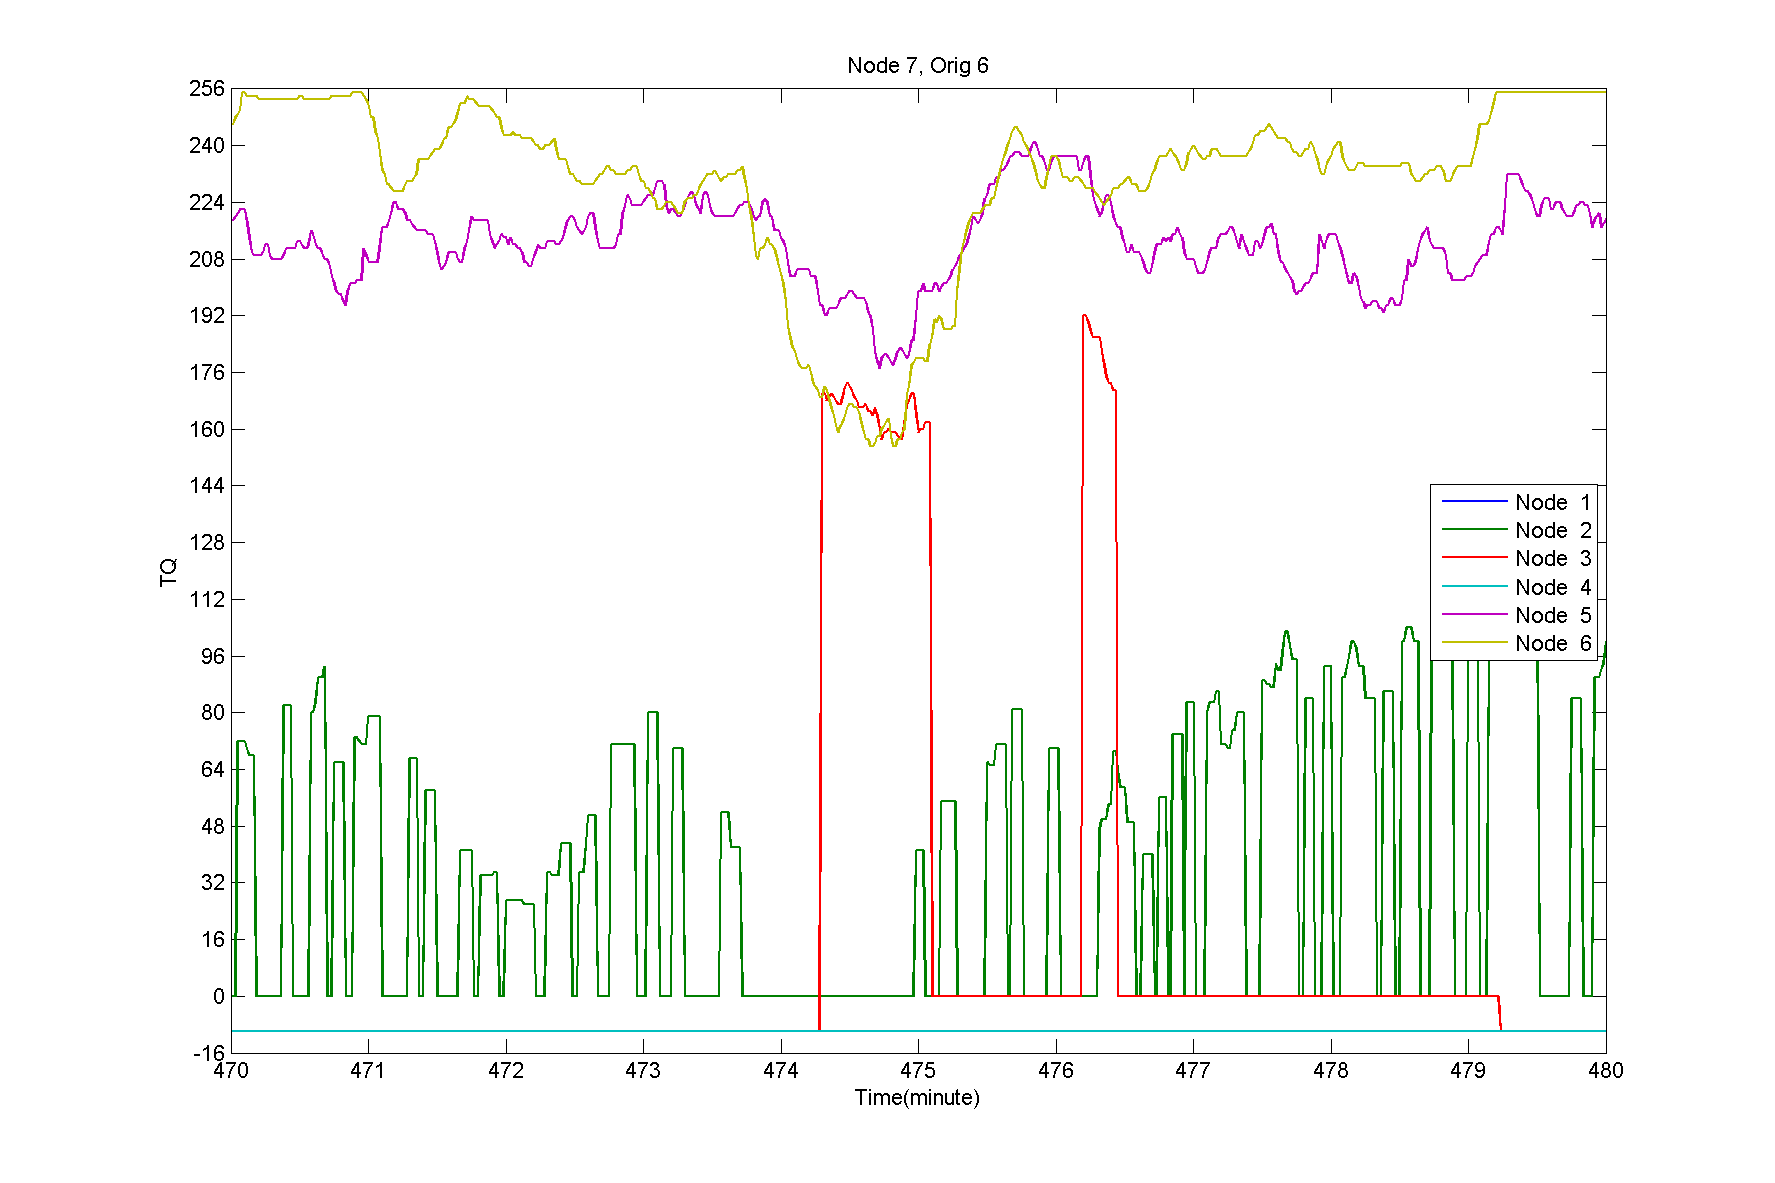 Node 7, Orig 6
256
240
224
208
192
176
160
144
128
112
96
80
64
48
32
16
0
-16
TQ
Node 1
Node 2
Node 3
Node 4
Node 5
Node 6
470 471 472 473 474 475 476 477 478 479 480
Time(minute)